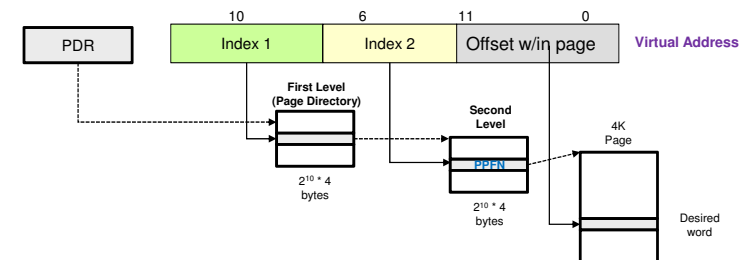 10 6 11 0
PDR Index 1 Index 2 Offset w/in page Virtual Address
First Level
(Page Directory)
Second
Level
4K
Page
PPFN
2¹⁰ * 4
bytes
2¹⁰ * 4
bytes
Desired
word